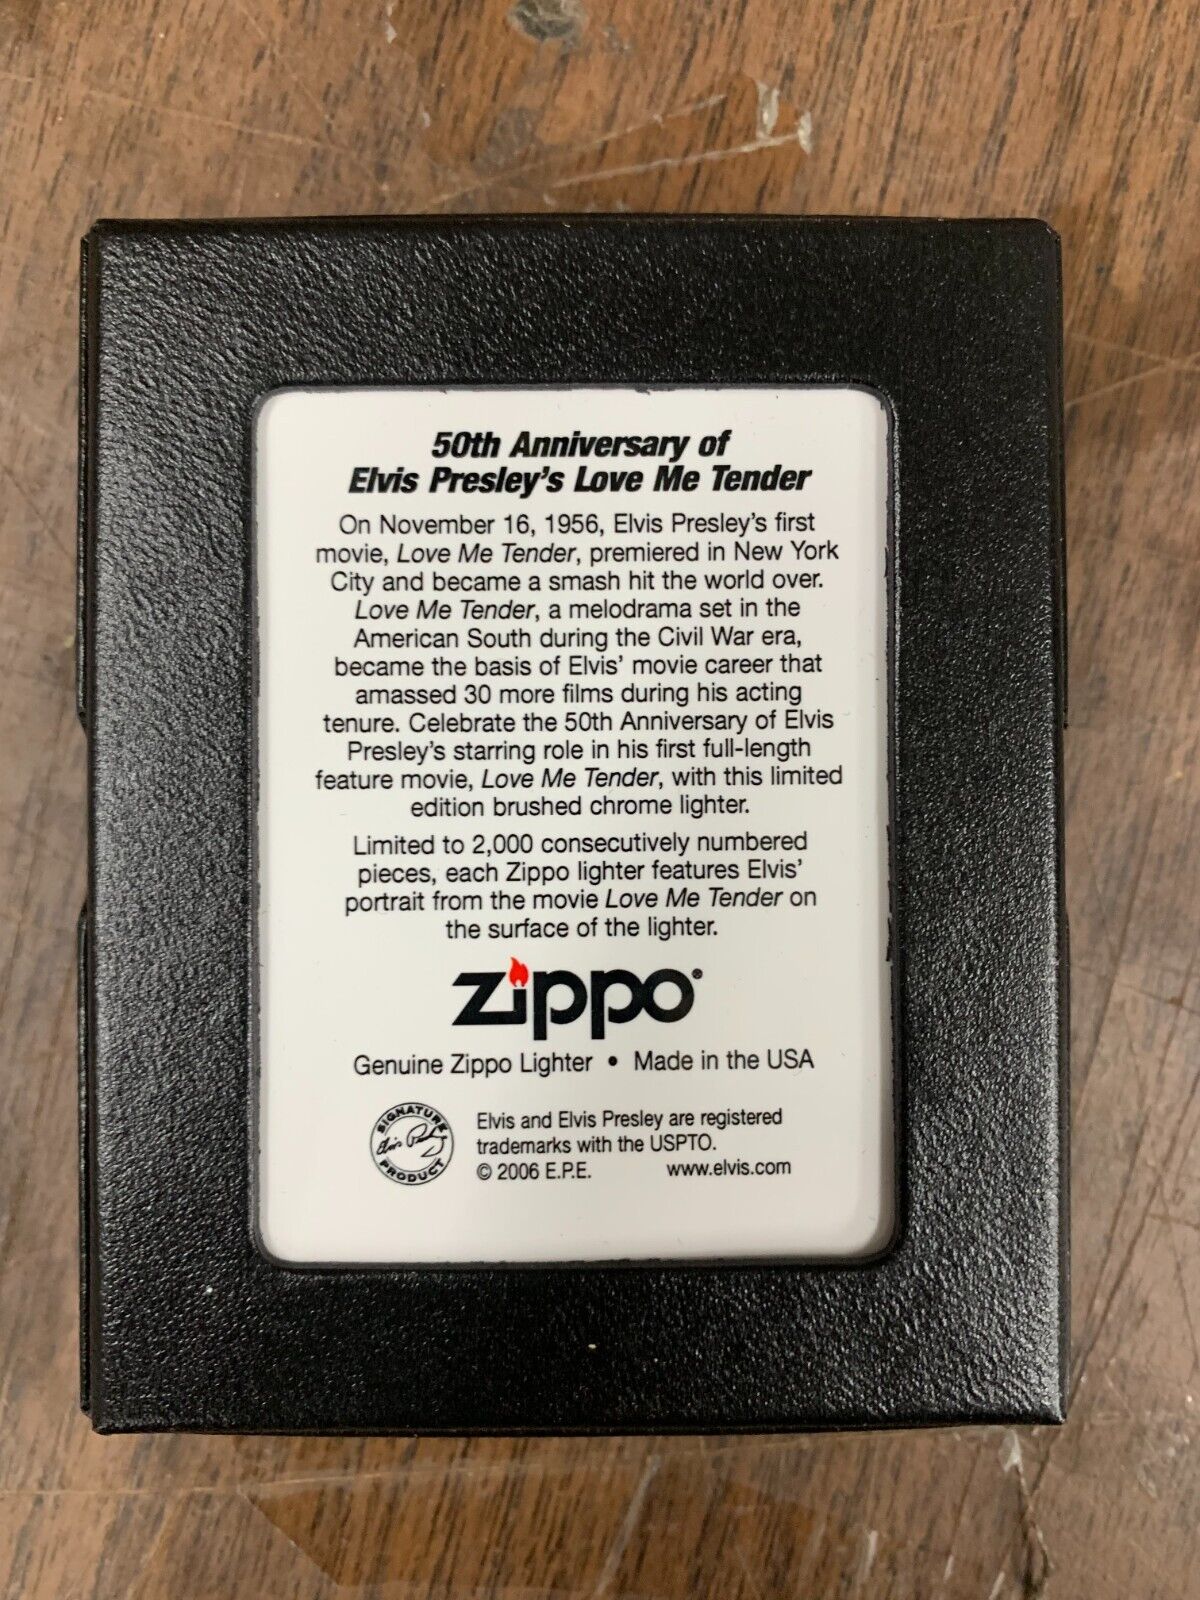 50th Anniversary of
Elvis Presley's Love Me Tender
On November 16, 1956, Elvis Presley's first
movie, Love Me Tender, premiered in New York
City and became a smash hit the world over.
Love Me Tender, a melodrama set in the
American South during the Civil War era,
became the basis of Elvis' movie career that
amassed 30 more films during his acting
tenure. Celebrate the 50th Anniversary of Elvis
Presley's starring role in his first full-length
feature movie, Love Me Tender, with this limited
edition brushed chrome lighter.
Limited to 2,000 consecutively numbered
pieces, each Zippo lighter features Elvis'
portrait from the movie Love Me Tender on
the surface of the lighter.
zippo®
Genuine Zippo Lighter • Made in the USA
SIGNATURE
Elvis Presley
PRODUCT
Elvis and Elvis Presley are registered
trademarks with the USPTO.
© 2006 E.P.E. www.elvis.com